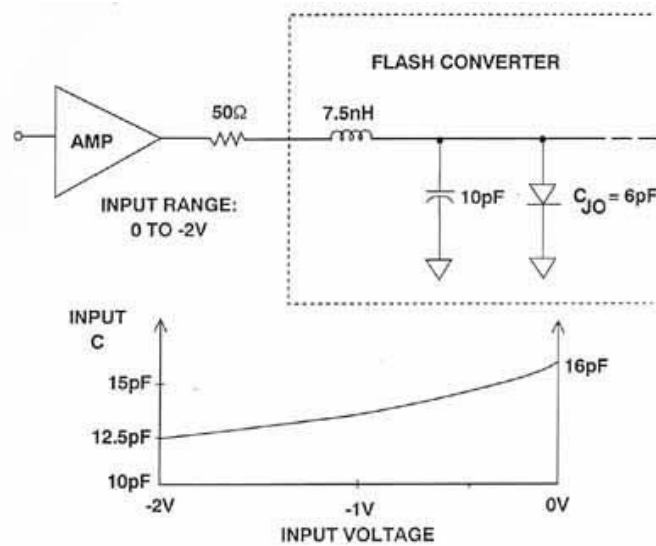 FLASH CONVERTER
50Ω
7.5nH
AMP
INPUT RANGE:
0 TO -2V
10pF
CJO = 6pF
INPUT
C
15pF
12.5pF
10pF
16pF
-2V
-1V
0V
INPUT VOLTAGE